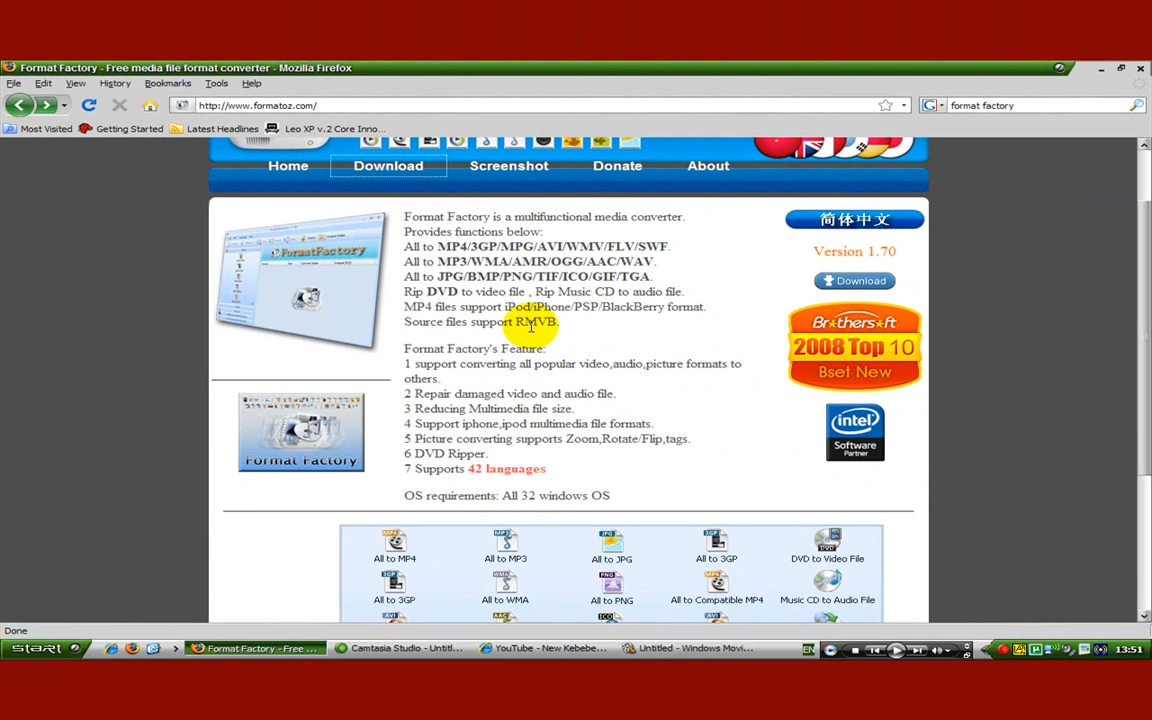 Format Factory - Free media file format converter - Mozilla Firefox
File Edit View History Bookmarks Tools Help
http://www.formatoz.com/
format factory
Most Visited Getting Started Latest Headlines Leo XP v.2 Core Inno...
Home Download Screenshot Donate About
Format Factory is a multifunctional media converter.
Provides functions below:
All to MP4/3GP/MPG/AVI/WMV/FLV/SWF.
All to MP3/WMA/AMR/OGG/AAC/WAV.
All to JPG/BMP/PNG/TIF/ICO/GIF/TGA.
Rip DVD to video file , Rip Music CD to audio file.
MP4 files support iPod/iPhone/PSP/BlackBerry format.
Source files support RMVB.
Format Factory's Feature:
1 support converting all popular video,audio,picture formats to
others.
2 Repair damaged video and audio file.
3 Reducing Multimedia file size.
4 Support iphone,ipod multimedia file formats.
5 Picture converting supports Zoom,Rotate/Flip,tags.
6 DVD Ripper.
7 Supports 42 languages
OS requirements: All 32 windows OS
FormatFactory
Format Factory
简体中文
Version 1.70
Download
Brothersoft
2008 Top 10
Bset New
intel
Software
Partner
All to MP4 All to MP3 All to JPG All to 3GP DVD to Video File
All to 3GP All to WMA All to PNG All to Compatible MP4 Music CD to Audio File
Done
start
Format Factory - Free ...
Camtasia Studio - Untitl...
YouTube - New Kebebe...
Untitled - Windows Movi...
EN
13:51